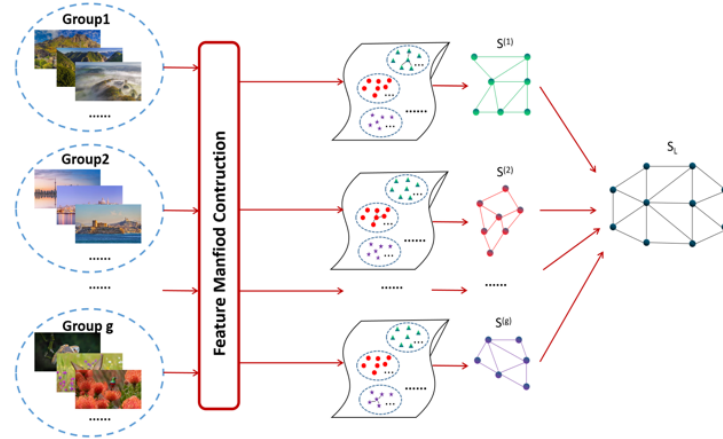 Group1
......
Group2
......
......
Group g
......
Feature Manfiod Contruction
...
...
......
S(1)
...
...
......
S(2)
......
......
...
...
......
S(g)
SL